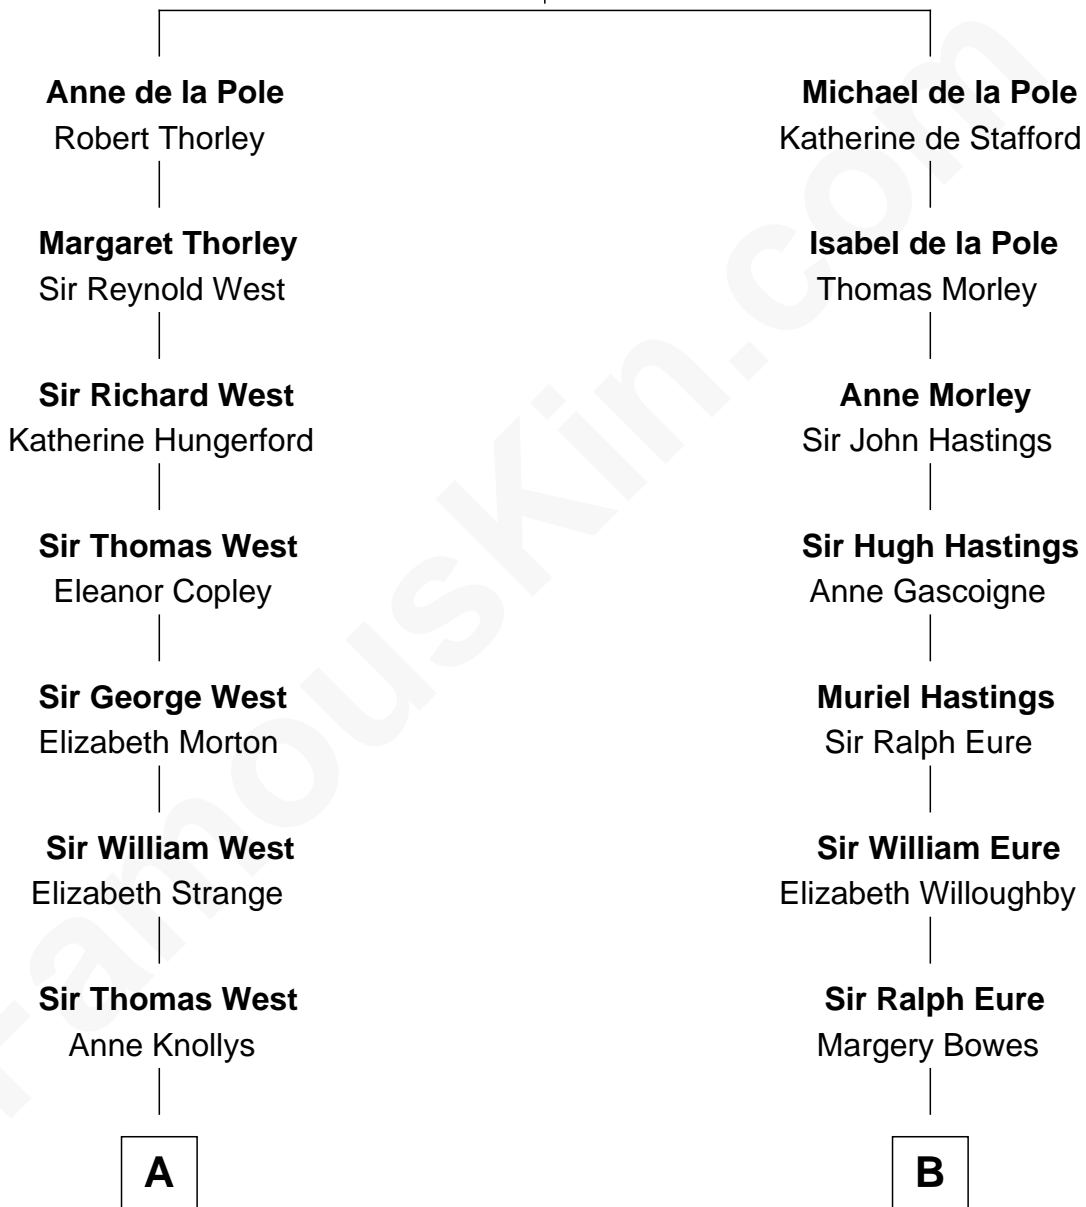 Anne de la Pole
Robert Thorley
Michael de la Pole
Katherine de Stafford
Margaret Thorley
Sir Reynold West
Isabel de la Pole
Thomas Morley
Sir Richard West
Katherine Hungerford
Anne Morley
Sir John Hastings
Sir Thomas West
Eleanor Copley
Sir Hugh Hastings
Anne Gascoigne
Sir George West
Elizabeth Morton
Muriel Hastings
Sir Ralph Eure
Sir William West
Elizabeth Strange
Sir William Eure
Elizabeth Willoughby
Sir Thomas West
Anne Knollys
Sir Ralph Eure
Margery Bowes
A
B
FamousKin.com